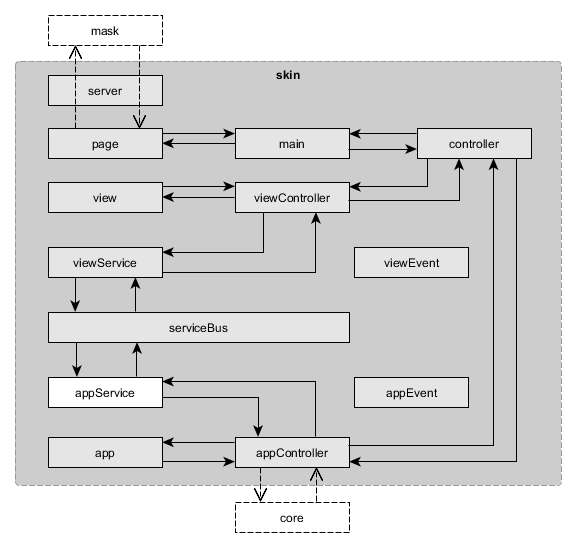 mask
skin
server
page
main
controller
view
viewController
viewService
viewEvent
serviceBus
appService
appEvent
app
appController
core